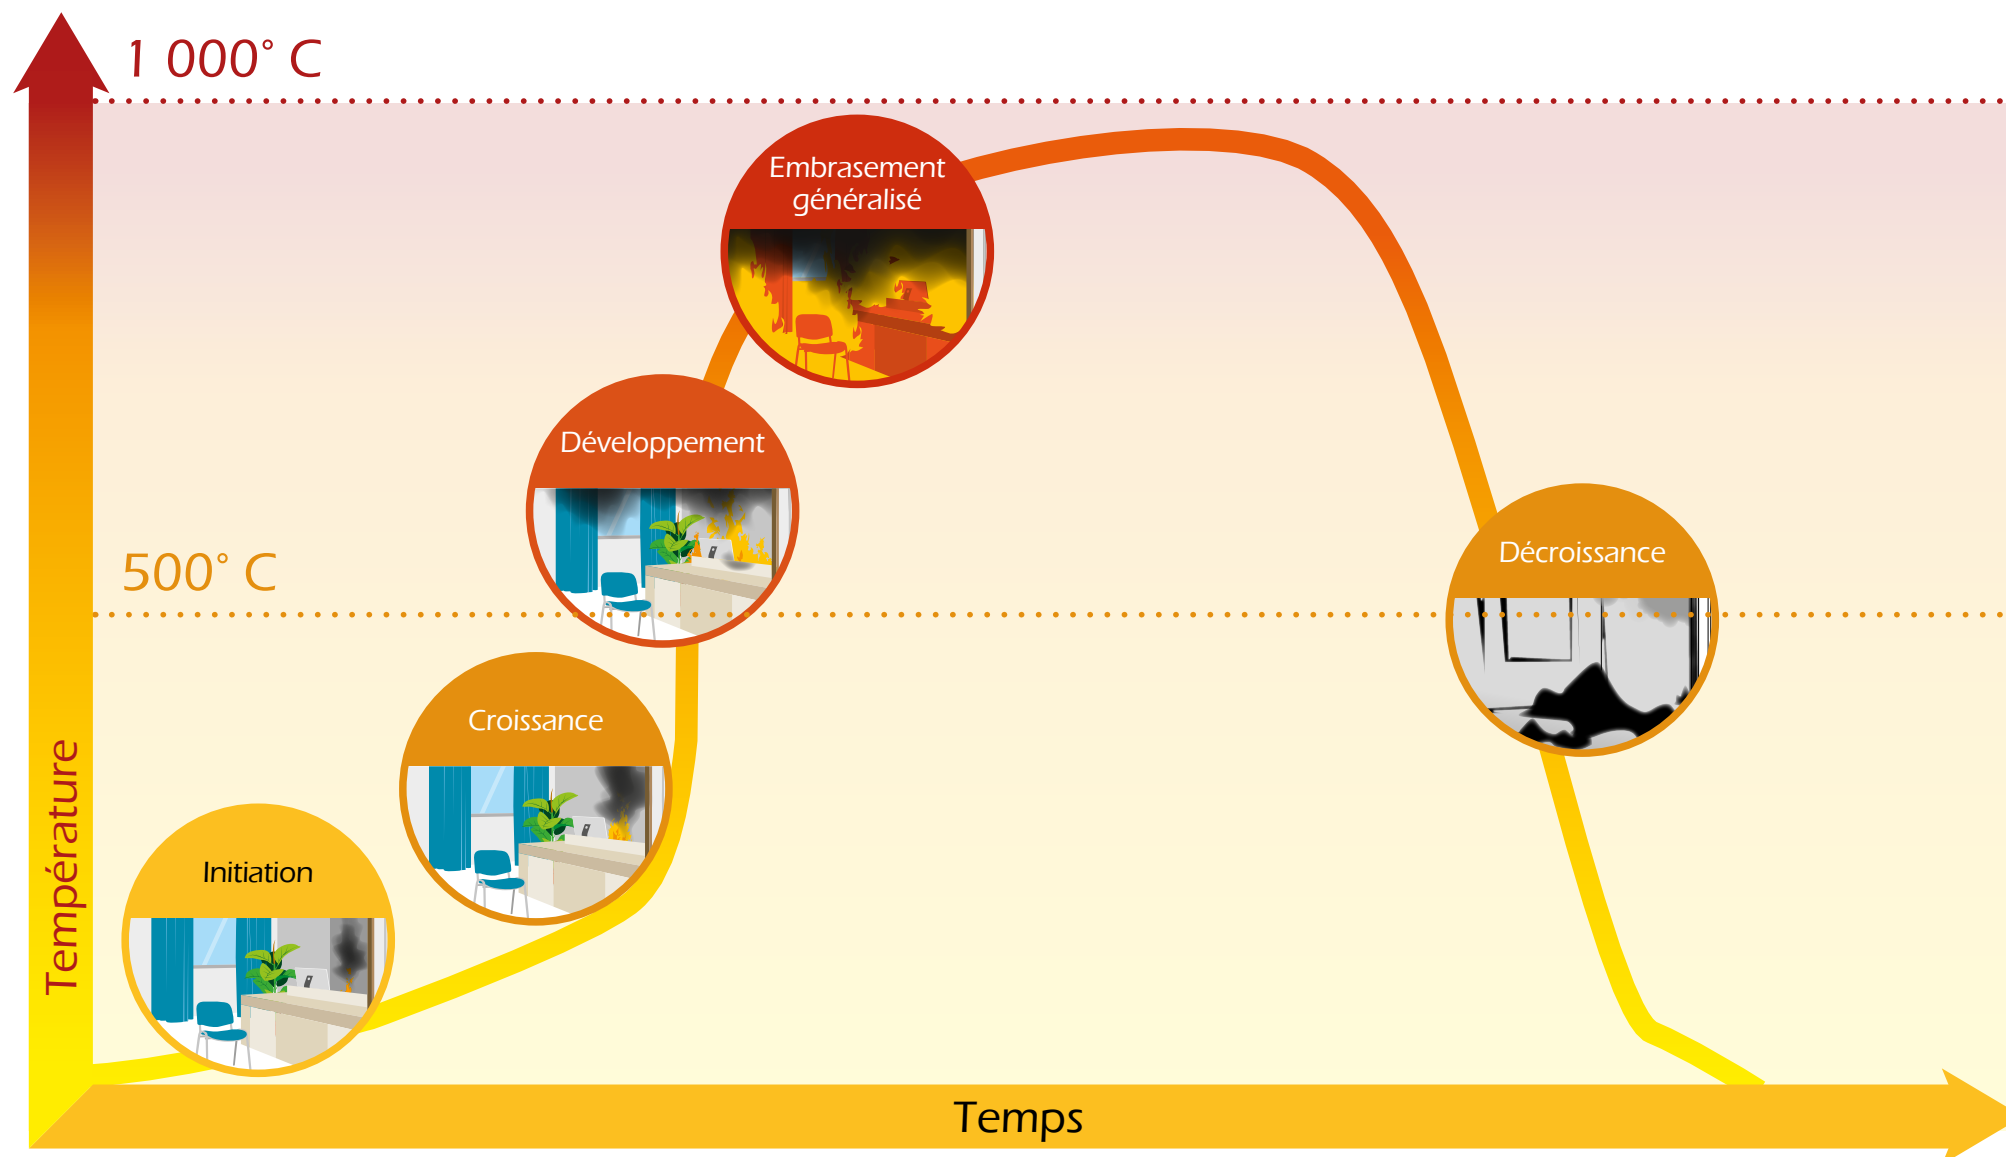 1 000° C
Embrasement
généralisé
Développement
500° C
Décroissance
Croissance
Température
Initiation
Temps